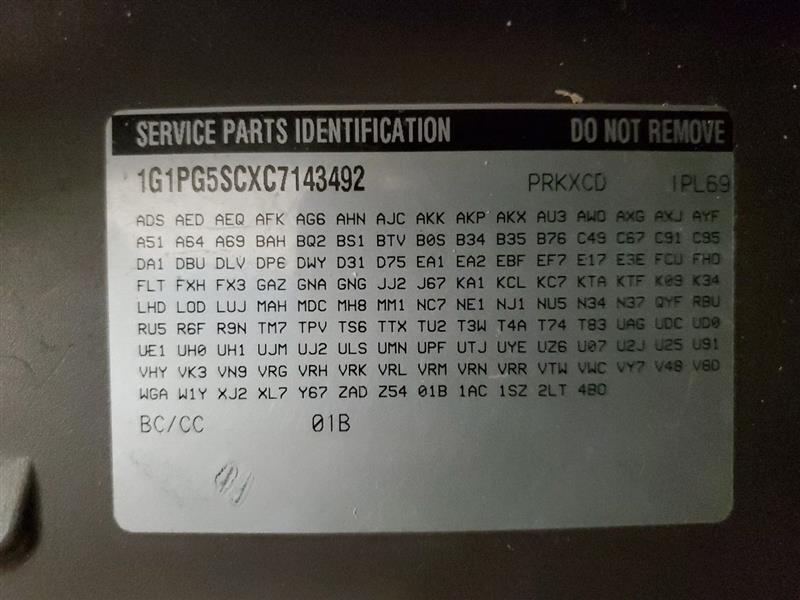 SERVICE PARTS IDENTIFICATION DO NOT REMOVE
1G1PG5SCXC7143492 PRKXCD IPL69
ADS AED AEQ AFK AG6 AHN AJC AKK AKP AKX AU3 AWO AXG AXJ AYF
A51 A64 A69 BAH BQ2 BS1 BTV B0S B34 B35 B76 C49 C67 C91 C95
DA1 DBU DLV DP6 DWY D31 D75 EA1 EA2 EBF EF7 E17 E3E FCU FHO
FLT FXH FX3 GAZ GNA GNG JJ2 J67 KA1 KCL KC7 KTA KTF K09 K34
LHD LOD LUJ MAH MDC MH8 MM1 NC7 NE1 NJ1 NU5 N34 N37 QYF RBU
RU5 R6F R9N TM7 TPV TS6 TTX TU2 T3W T4A T74 T83 UAG UDC UD0
UE1 UH0 UH1 UJM UJ2 ULS UMN UPF UTJ UYE UZ6 U07 U2J U25 U91
VHY VK3 VN9 VRG VRH VRK VRL VRM VRN VRR VTW VWC VY7 V48 V8D
WGA W1Y XJ2 XL7 Y67 ZAD Z54 01B 1AC 1SZ 2LT 4BO
BC/CC 01B